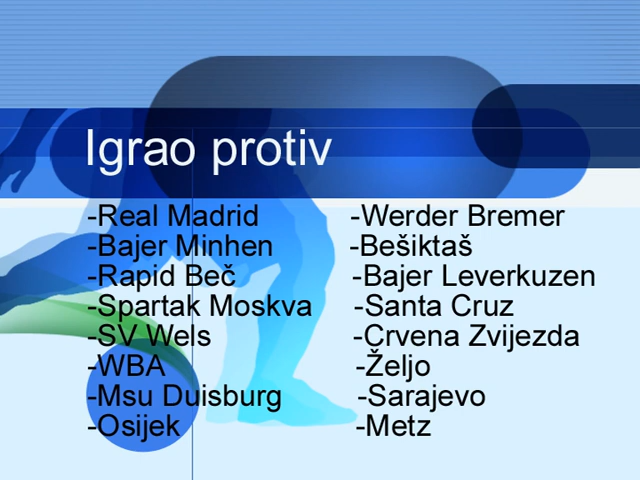 Igrao protiv
-Real Madrid -Werder Bremer
-Bajer Minhen -Bešiktaš
-Rapid Beč -Bajer Leverkuzen
-Spartak Moskva -Santa Cruz
-SV Wels -Crvena Zvijezda
-WBA -Željo
-Msu Duisburg -Sarajevo
-Osijek -Metz